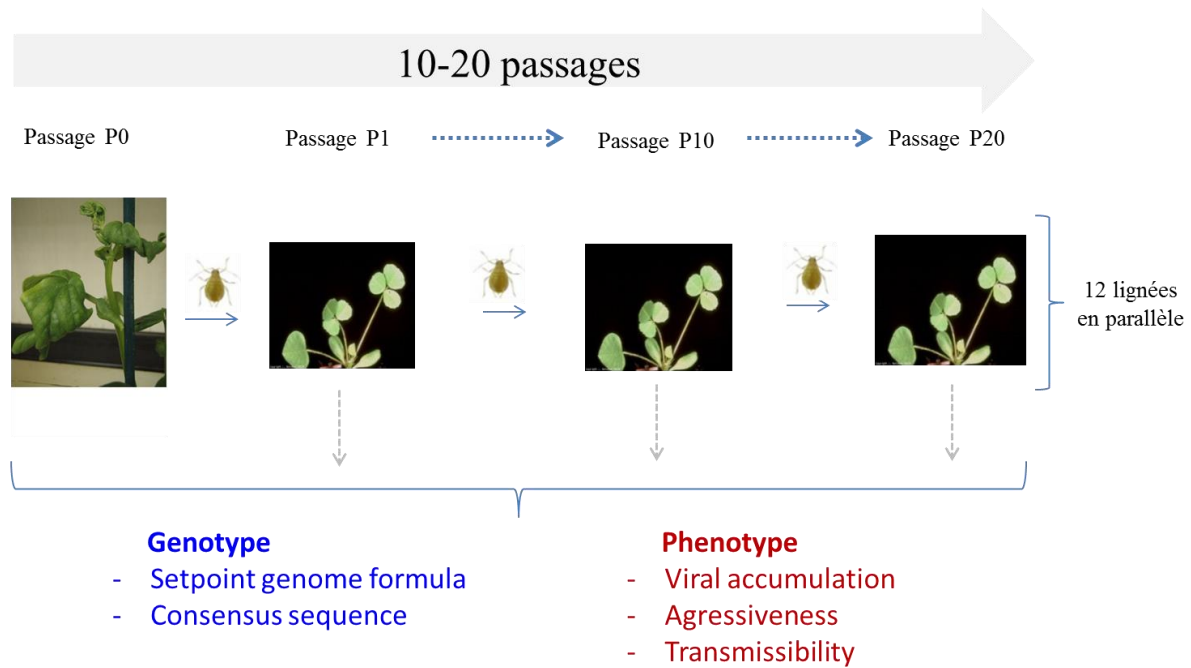 10-20 passages
Passage P0
Passage P1
Passage P10
Passage P20
12 lignées
en parallèle
Genotype
- Setpoint genome formula
- Consensus sequence
Phenotype
- Viral accumulation
- Agressiveness
- Transmissibility